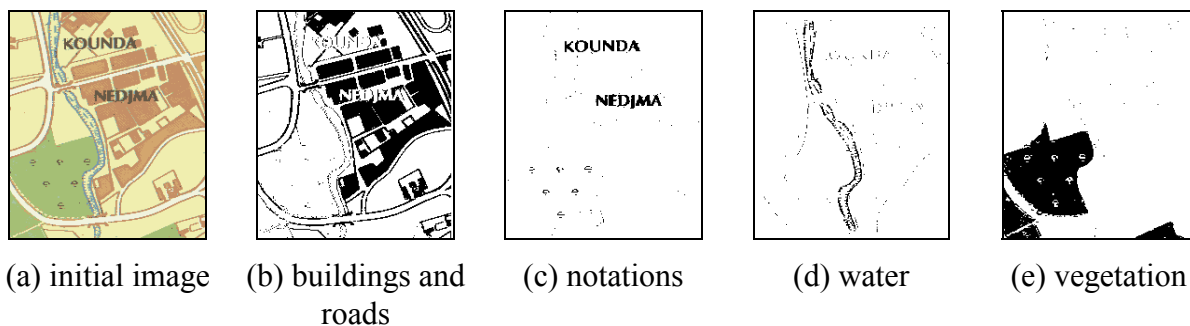 KOUNDA
NEDJMA
KOUNDA
NEDJMA
KOUNDA
NEDJMA
(a) initial image
(b) buildings and
roads
(c) notations
(d) water
(e) vegetation